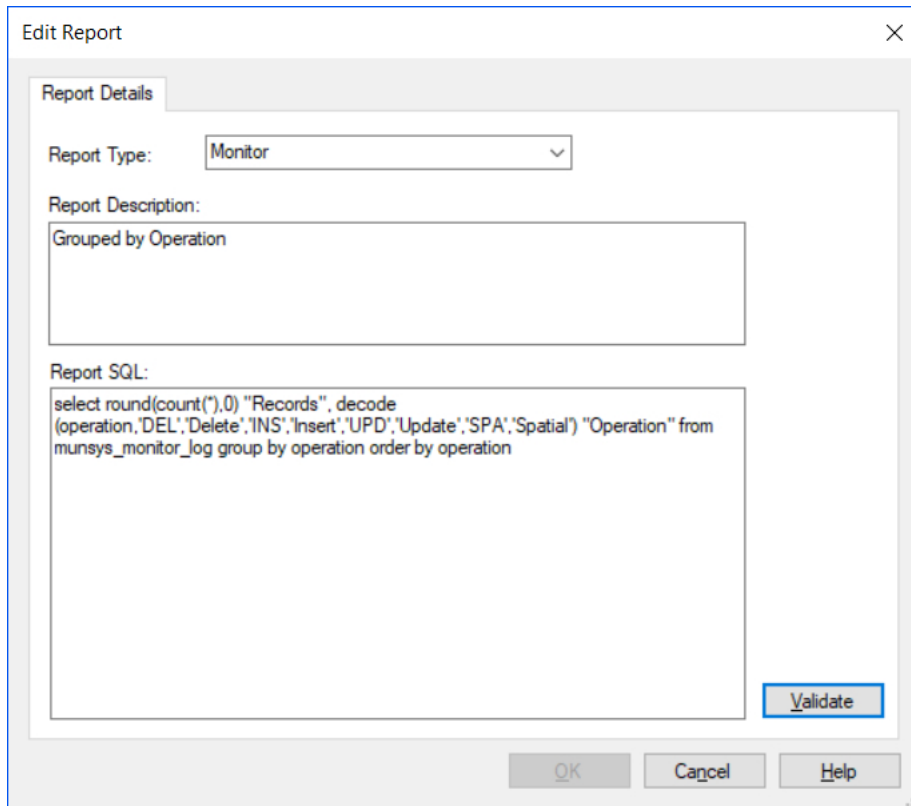 Edit Report
Report Details
Report Type: Monitor
Report Description:
Grouped by Operation
Report SQL:
select round(count(*),0) "Records", decode
(operation,'DEL','Delete','INS','Insert','UPD','Update','SPA','Spatial') "Operation" from
munsys_monitor_log group by operation order by operation
Validate
OK Cancel Help